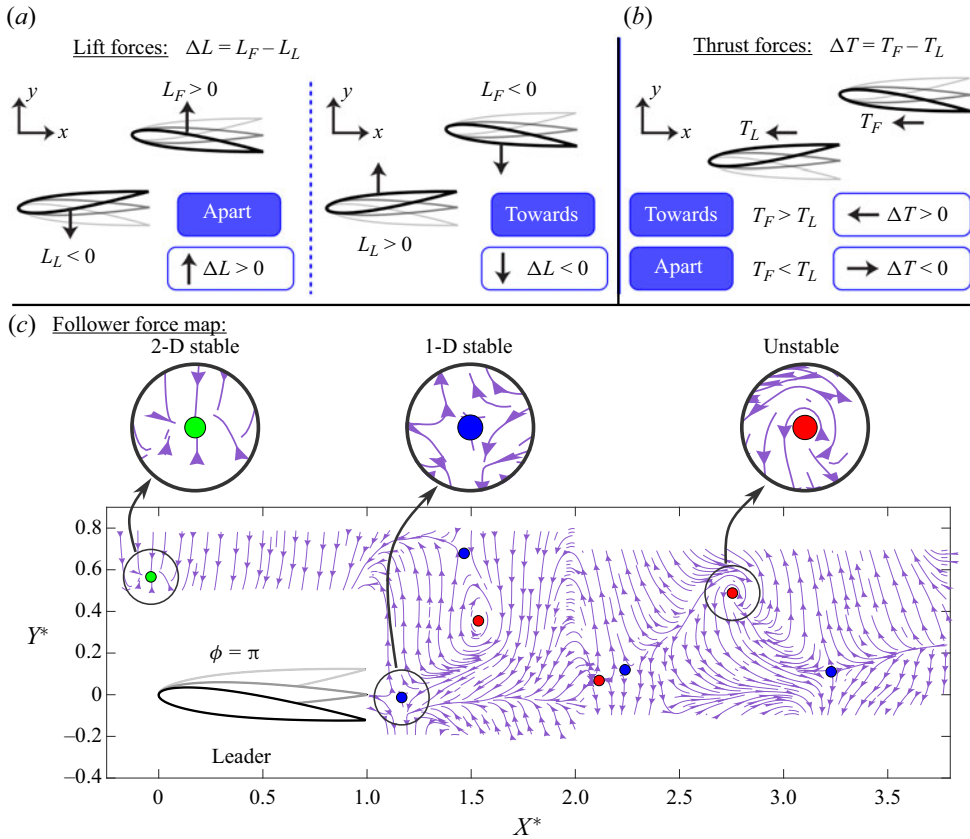 (a)
Lift forces: ΔL = L_F – L_L
y
x
L_F > 0
L_L < 0
Apart
ΔL > 0
y
x
L_F < 0
L_L > 0
Towards
ΔL < 0
(b)
Thrust forces: ΔT = T_F – T_L
y
x
T_L
T_F
Towards T_F > T_L ΔT > 0
Apart T_F < T_L ΔT < 0
(c) Follower force map:
2-D stable 1-D stable Unstable
0.8
0.6
0.4
0.2
0
–0.2
–0.4
Y*
ϕ = π
Leader
0 0.5 1.0 1.5 2.0 2.5 3.0 3.5
X*